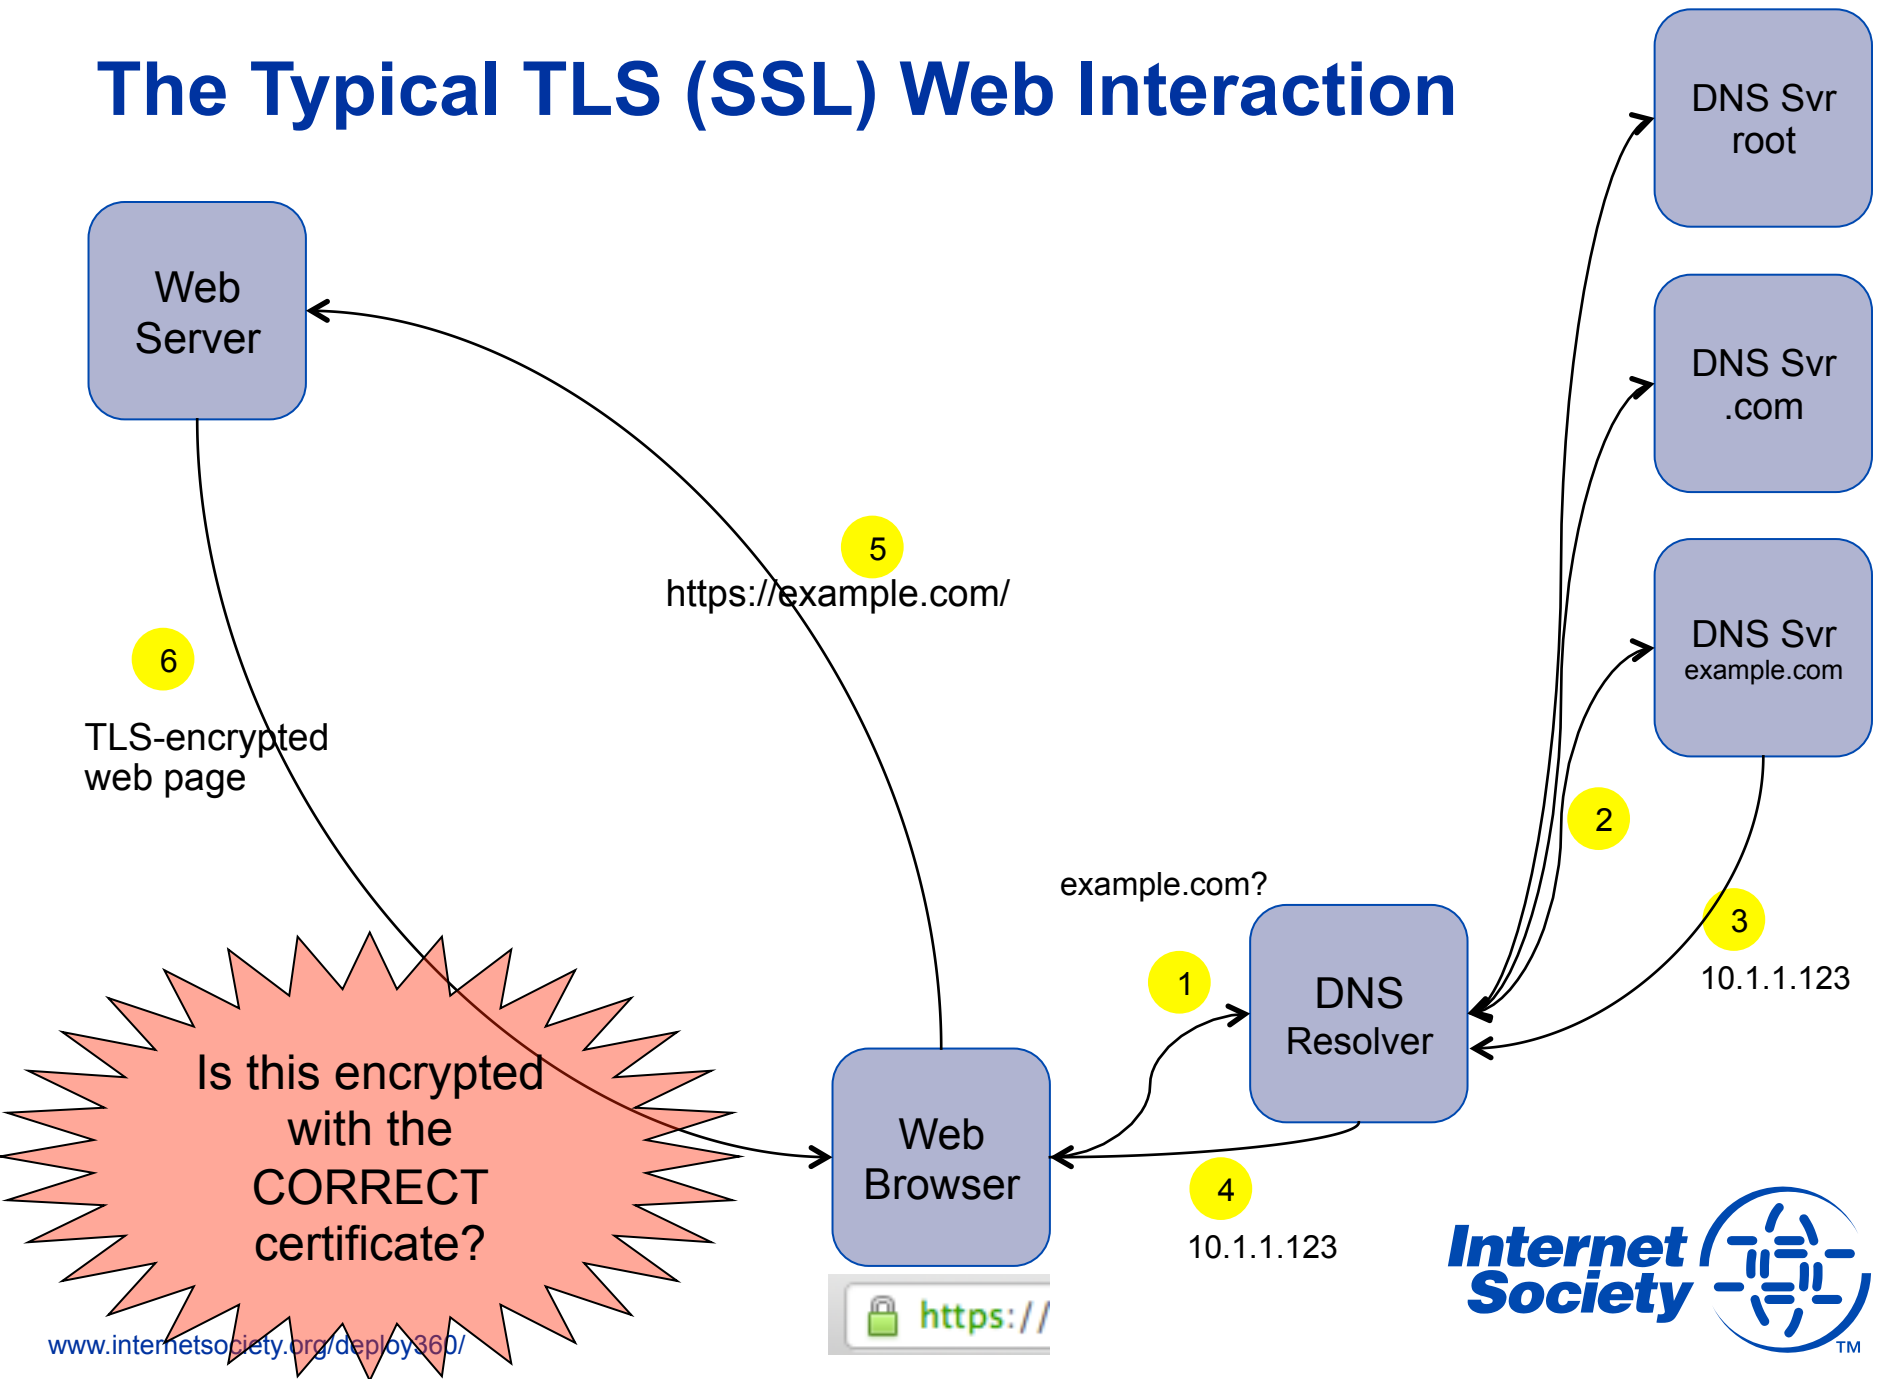 The Typical TLS (SSL) Web Interaction
DNS Svr
root
Web
Server
DNS Svr
.com
5
https://example.com/
DNS Svr
example.com
6
TLS-encrypted
web page
2
example.com?
3
10.1.1.123
1
DNS
Resolver
Is this encrypted
with the
CORRECT
certificate?
Web
Browser
4
10.1.1.123
https://
Internet
Society
TM
www.internetsociety.org/deploy360/